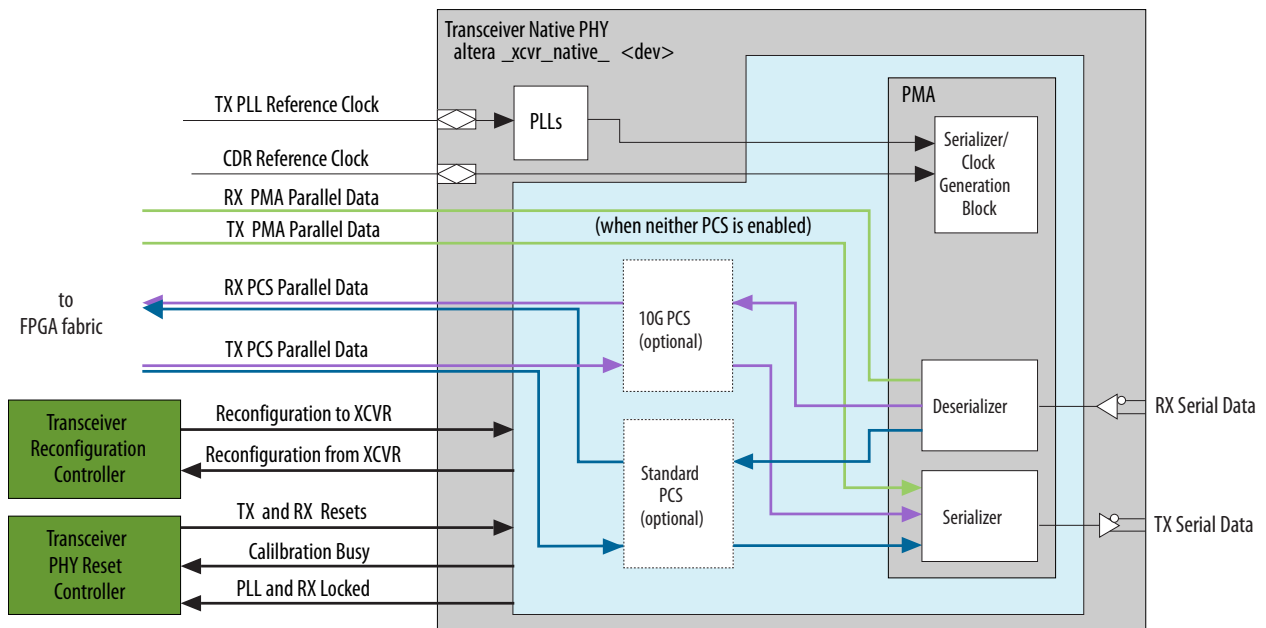 Transceiver Native PHY
altera _xcvr_native_ <dev>
PMA
TX PLL Reference Clock
PLLs
Serializer/
Clock
Generation
Block
CDR Reference Clock
RX PMA Parallel Data
TX PMA Parallel Data
(when neither PCS is enabled)
to
FPGA fabric
RX PCS Parallel Data
10G PCS
(optional)
TX PCS Parallel Data
Deserializer
RX Serial Data
Transceiver
Reconfiguration
Controller
Reconfigurution to XCVR
Reconfigurution from XCVR
Standard
PCS
(optional)
Serializer
TX Serial Data
Transceiver
PHY Reset
Controller
TX and RX Resets
Calilbration Busy
PLL and RX Locked